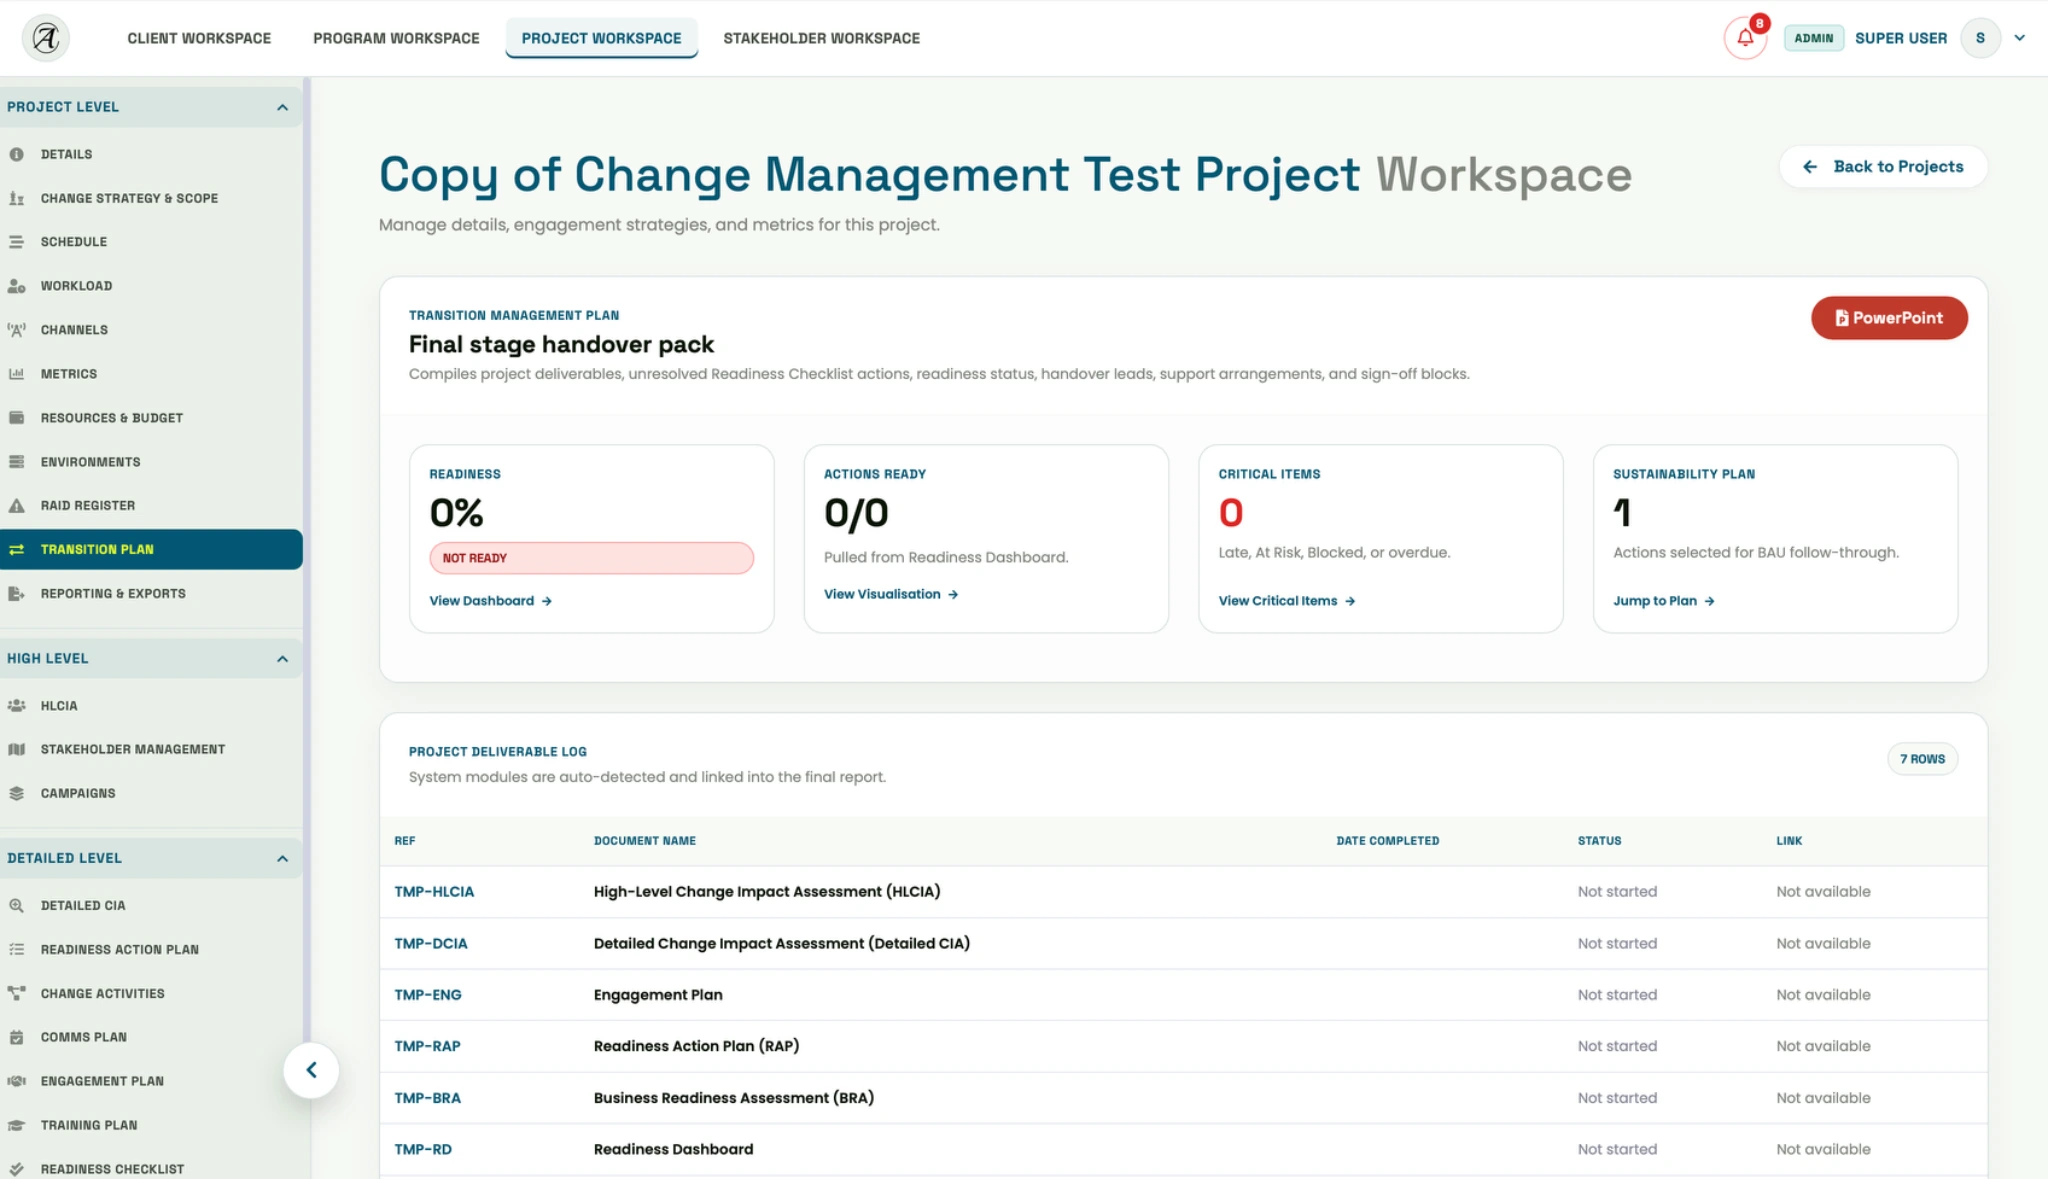 A
CLIENT WORKSPACE
PROGRAM WORKSPACE
PROJECT WORKSPACE
STAKEHOLDER WORKSPACE
8
ADMIN
SUPER USER
S
PROJECT LEVEL
DETAILS
CHANGE STRATEGY & SCOPE
SCHEDULE
WORKLOAD
CHANNELS
METRICS
RESOURCES & BUDGET
ENVIRONMENTS
RAID REGISTER
TRANSITION PLAN
REPORTING & EXPORTS
HIGH LEVEL
HLCIA
STAKEHOLDER MANAGEMENT
CAMPAIGNS
DETAILED LEVEL
DETAILED CIA
READINESS ACTION PLAN
CHANGE ACTIVITIES
COMMS PLAN
ENGAGEMENT PLAN
TRAINING PLAN
READINESS CHECKLIST
Copy of Change Management Test Project Workspace
Manage details, engagement strategies, and metrics for this project.
Back to Projects
TRANSITION MANAGEMENT PLAN
Final stage handover pack
Compiles project deliverables, unresolved Readiness Checklist actions, readiness status, handover leads, support arrangements, and sign-off blocks.
PowerPoint
READINESS
0%
NOT READY
View Dashboard
ACTIONS READY
0/0
Pulled from Readiness Dashboard.
View Visualisation
CRITICAL ITEMS
0
Late, At Risk, Blocked, or overdue.
View Critical Items
SUSTAINABILITY PLAN
1
Actions selected for BAU follow-through.
Jump to Plan
PROJECT DELIVERABLE LOG
System modules are auto-detected and linked into the final report.
7 ROWS
REF DOCUMENT NAME DATE COMPLETED STATUS LINK
TMP-HLCIA High-Level Change Impact Assessment (HLCIA) Not started Not available
TMP-DCIA Detailed Change Impact Assessment (Detailed CIA) Not started Not available
TMP-ENG Engagement Plan Not started Not available
TMP-RAP Readiness Action Plan (RAP) Not started Not available
TMP-BRA Business Readiness Assessment (BRA) Not started Not available
TMP-RD Readiness Dashboard Not started Not available